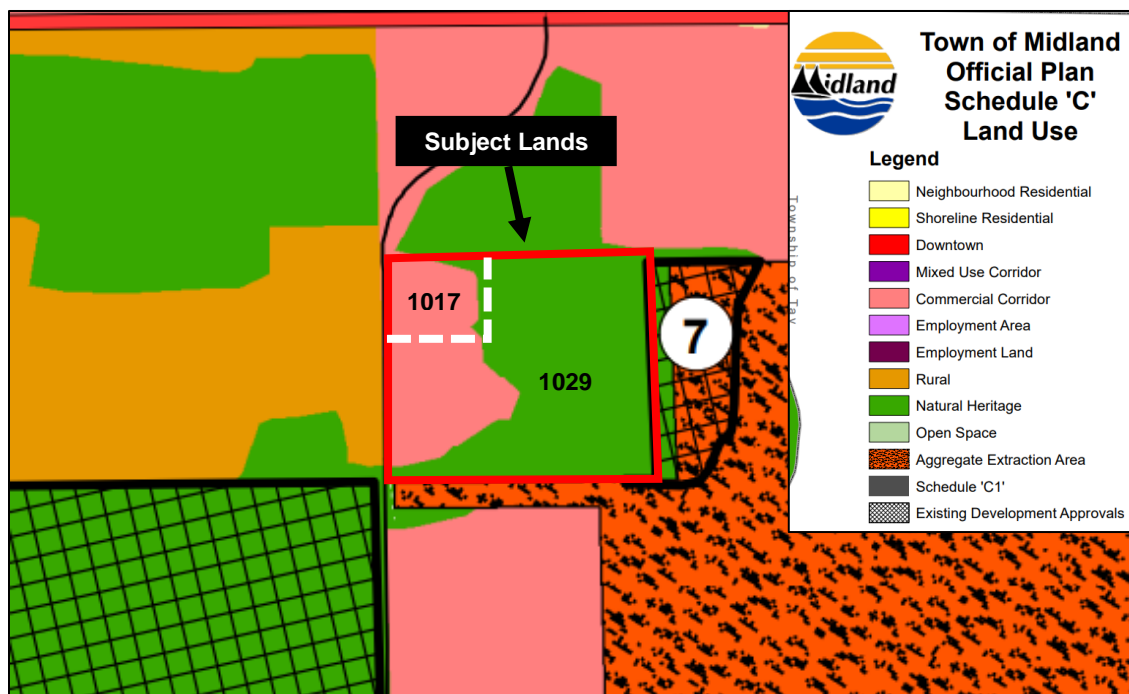 Subject Lands
1017
1029
7
Township of Tay
Midland
Town of Midland
Official Plan
Schedule 'C'
Land Use
Legend
Neighbourhood Residential
Shoreline Residential
Downtown
Mixed Use Corridor
Commercial Corridor
Employment Area
Employment Land
Rural
Natural Heritage
Open Space
Aggregate Extraction Area
Schedule 'C1'
Existing Development Approvals